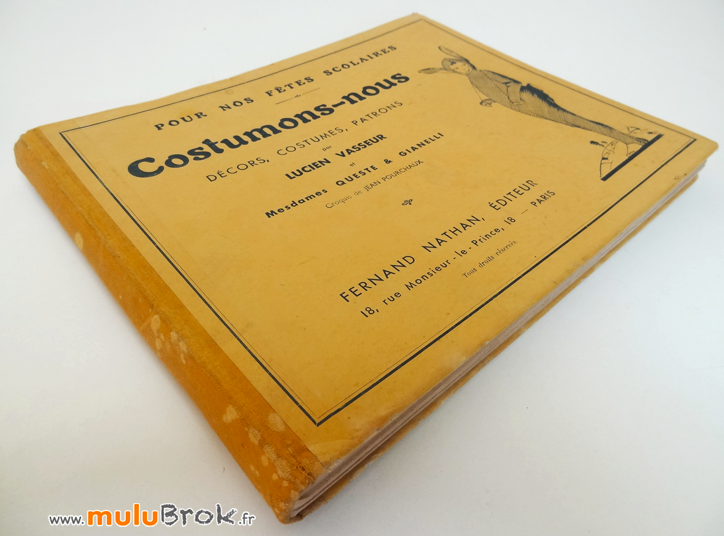 POUR NOS FÊTES SCOLAIRES
Costumons-nous
DÉCORS, COSTUMES, PATRONS
par
LUCIEN VASSEUR
et
Mesdames QUESTE & GIANELLI
Croquis de JEAN POURCHAUX
FERNAND NATHAN, ÉDITEUR
18, rue Monsieur-le-Prince, 18 — PARIS
Tous droits réservés.
www.muluBrok.fr